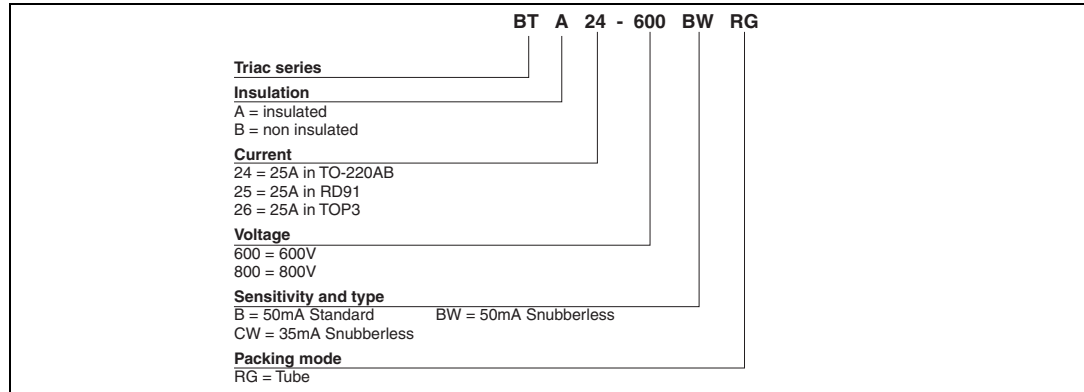 BT A 24 - 600 BW RG
Triac series
Insulation
A = insulated
B = non insulated
Current
24 = 25A in TO-220AB
25 = 25A in RD91
26 = 25A in TOP3
Voltage
600 = 600V
800 = 800V
Sensitivity and type
B = 50mA Standard BW = 50mA Snubberless
CW = 35mA Snubberless
Packing mode
RG = Tube